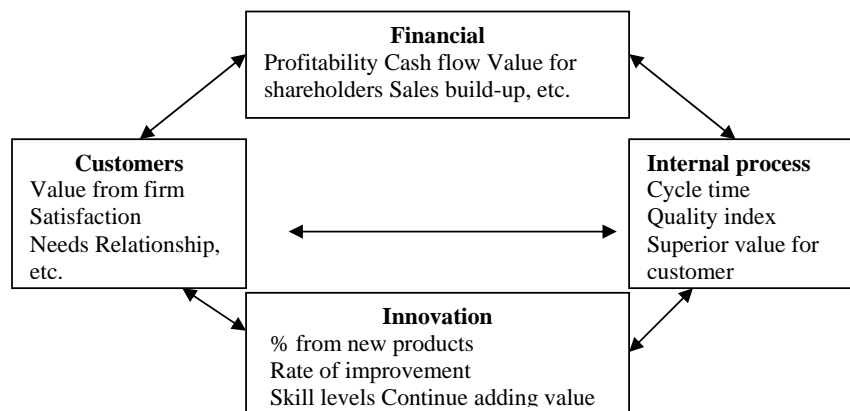 Financial
Profitability Cash flow Value for
shareholders Sales build-up, etc.
Customers
Value from firm
Satisfaction
Needs Relationship,
etc.
Internal process
Cycle time
Quality index
Superior value for
customer
Innovation
% from new products
Rate of improvement
Skill levels Continue adding value